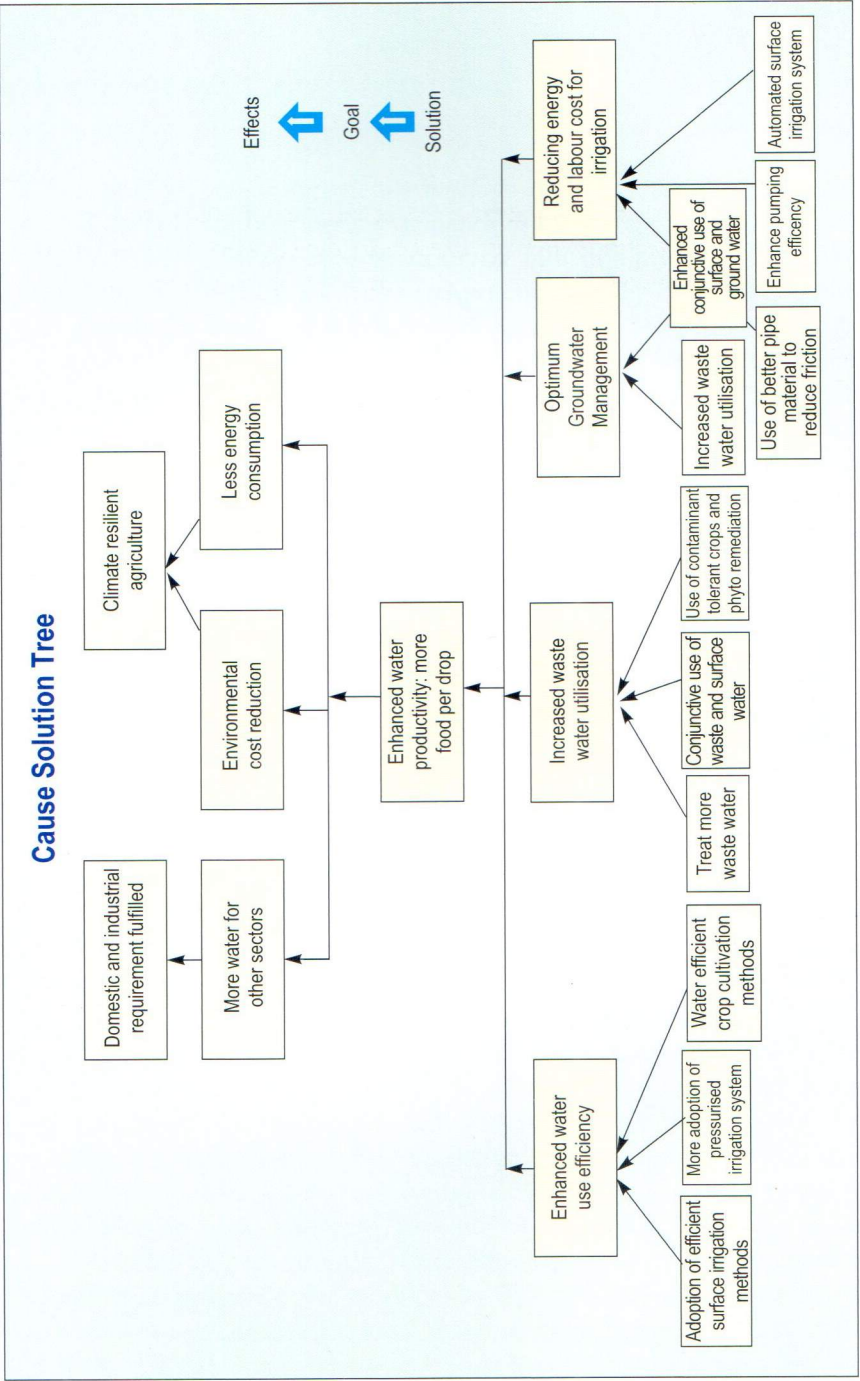 Cause Solution Tree
Domestic and industrial
requirement fulfilled
Climate resilient
agriculture
More water for
other sectors
Environmental
cost reduction
Less energy
consumption
Effects
Goal
Solution
Enhanced water
productivity: more
food per drop
Enhanced water
use efficiency
Increased waste
water utilisation
Optimum
Groundwater
Management
Reducing energy
and labour cost for
irrigation
Adoption of efficient
surface irrigation
methods
More adoption of
pressurised
irrigation system
Water efficient
crop cultivation
methods
Treat more
waste water
Conjunctive use of
waste and surface
water
Use of contaminant
tolerant crops and
phyto remediation
Increased waste
water utilisation
Enhanced
conjunctive use of
surface and
ground water
Use of better pipe
material to
reduce friction
Enhance pumping
efficency
Automated surface
irrigation system